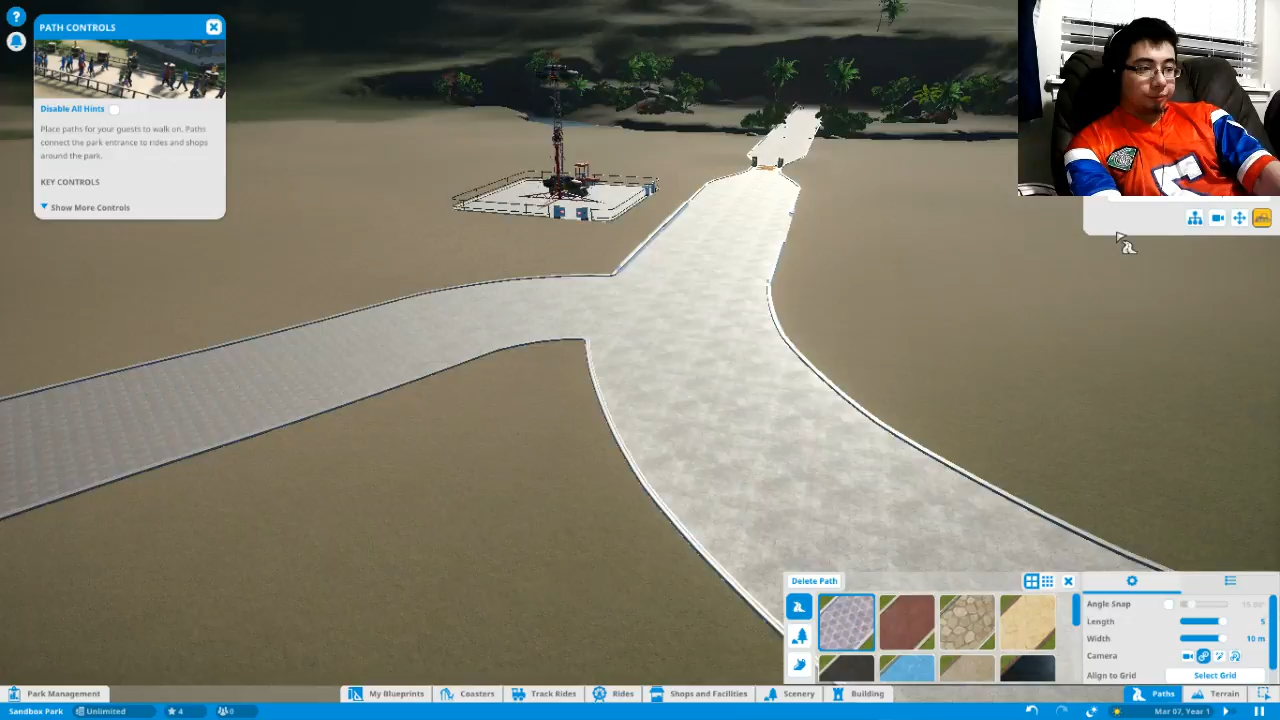 ?
PATH CONTROLS
Disable All Hints
Place paths for your guests to walk on. Paths
connect the park entrance to rides and shops
around the park.
KEY CONTROLS
Show More Controls
Delete Path
Angle Snap
Length 5
Width 10 m
Camera
Align to Grid Select Grid
Park Management My Blueprints Coasters Track Rides Rides Shops and Facilities Scenery Building Paths Terrain
Sandbox Park Unlimited 4 0 Mar 07, Year 1